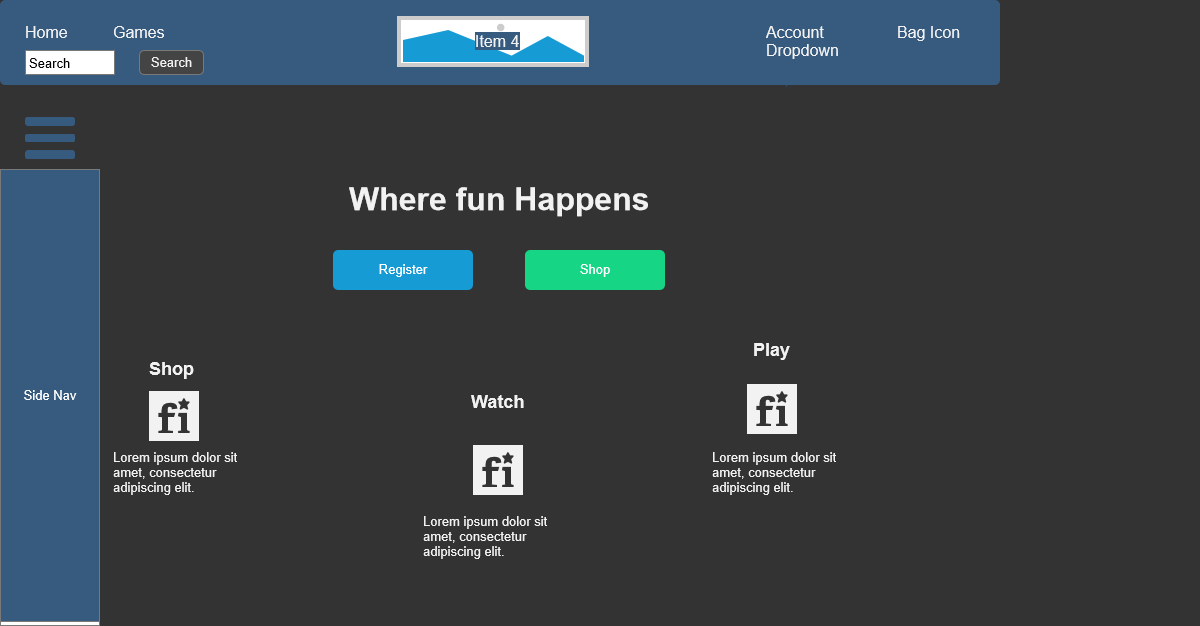 Home Games
Item 4
Account
Dropdown
Bag Icon
Search Search
Where fun Happens
Register Shop
Side Nav
Shop
fi
Lorem ipsum dolor sit
amet, consectetur
adipiscing elit.
Watch
fi
Lorem ipsum dolor sit
amet, consectetur
adipiscing elit.
Play
fi
Lorem ipsum dolor sit
amet, consectetur
adipiscing elit.